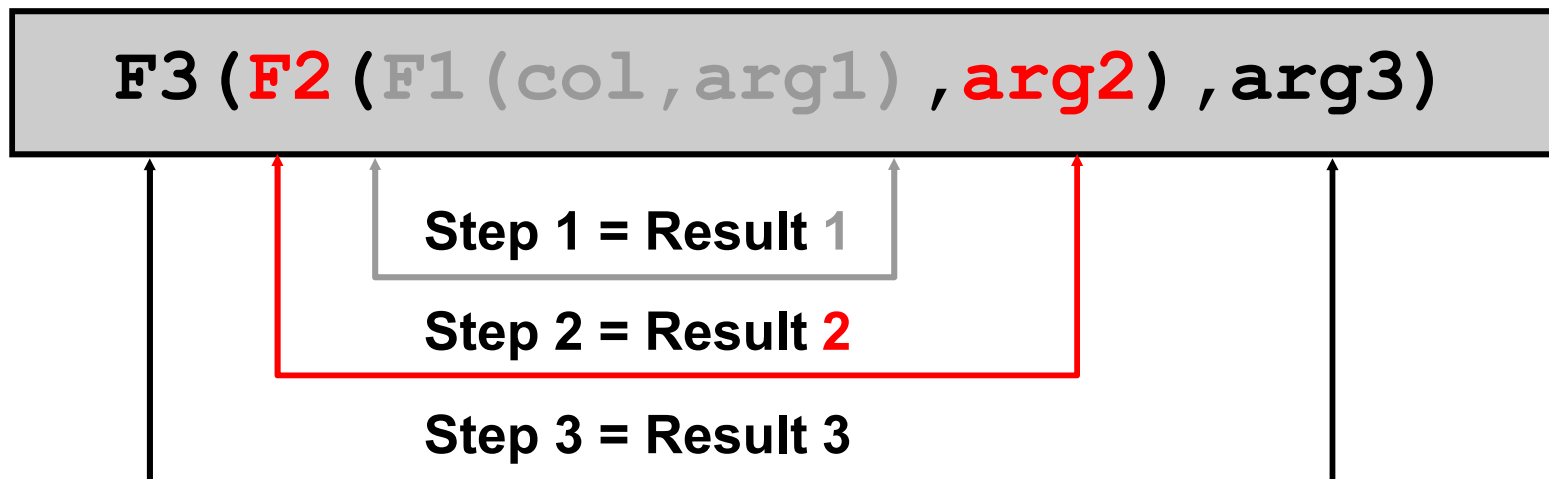 F3(F2(F1(col,arg1),arg2),arg3)
Step 1 = Result 1
Step 2 = Result 2
Step 3 = Result 3